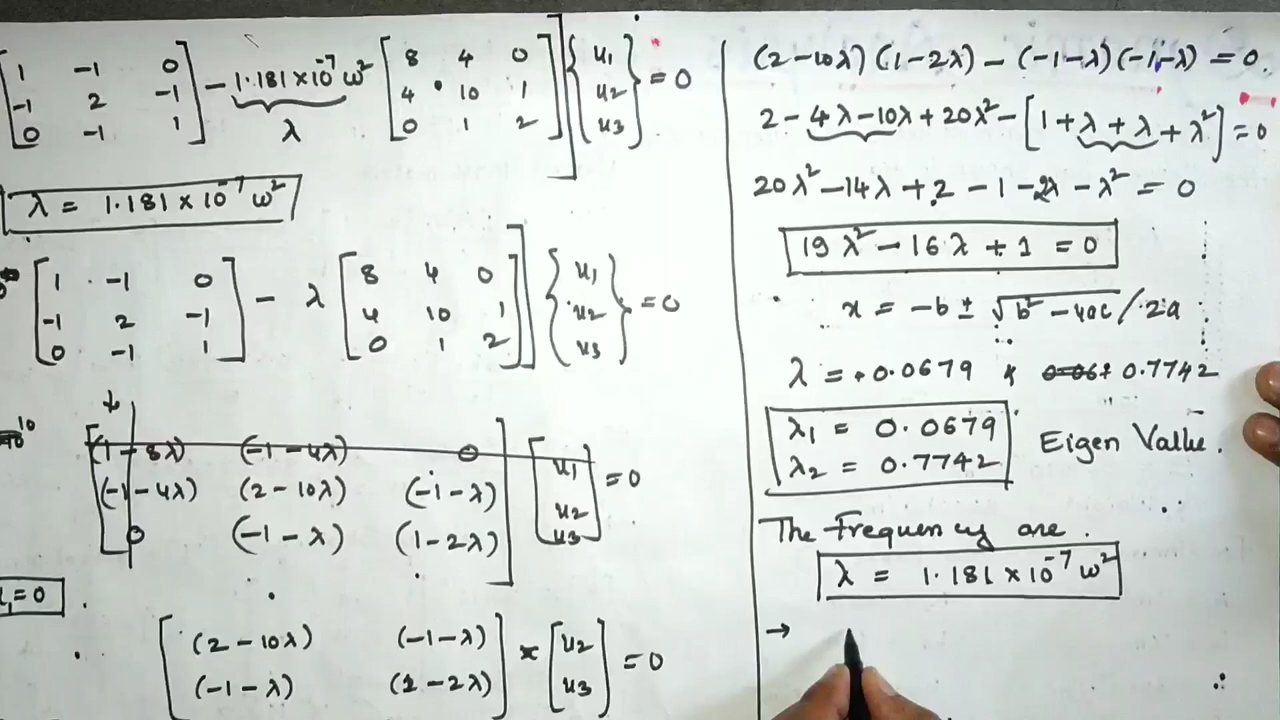 [1 -1 0] - 1.181×10⁻⁷ω² [8 4 0]] {u₁} = 0
[-1 2 -1] λ [4 10 1]] {u₂}
[0 -1 1] [0 1 2]] {u₃}
λ = 1.181 × 10⁻⁷ ω²
[1 -1 0] - λ [8 4 0]] {u₁} = 0
[-1 2 -1] [4 10 1]] {u₂}
[0 -1 1] [0 1 2]] {u₃}
[(1-8λ) (-1-4λ) 0] [u₁] = 0
[(-1-4λ) (2-10λ) (-1-λ)] [u₂]
[0 (-1-λ) (1-2λ)] [u₃]
=0
[(2-10λ) (-1-λ)] × [u₂] = 0
[(-1-λ) (1-2λ)] [u₃]
(2-10λ)(1-2λ) - (-1-λ)(-1-λ) = 0.
2 - 4λ - 10λ + 20λ² - [1 + λ + λ + λ²] = 0
20λ² - 14λ + 2 - 1 - 2λ - λ² = 0
19λ² - 16λ + 1 = 0
x = -b ± √b² - 4ac / 2a
λ = 0.0679 & 0.7742
λ₁ = 0.0679
λ₂ = 0.7742
Eigen Value.
The Frequency are.
λ = 1.181 × 10⁻⁷ ω²
→